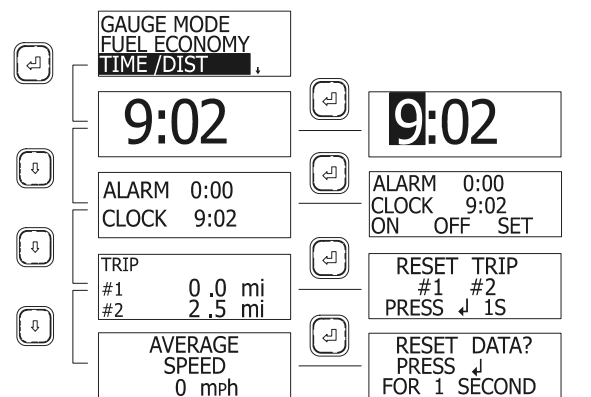 GAUGE MODE
FUEL ECONOMY
TIME /DIST
9:02
9:02
ALARM 0:00
CLOCK 9:02
ALARM 0:00
CLOCK 9:02
ON OFF SET
TRIP
#1 0.0 mi
#2 2.5 mi
RESET TRIP
#1 #2
PRESS ↲ 1S
AVERAGE
SPEED
0 mPh
RESET DATA?
PRESS ↲
FOR 1 SECOND